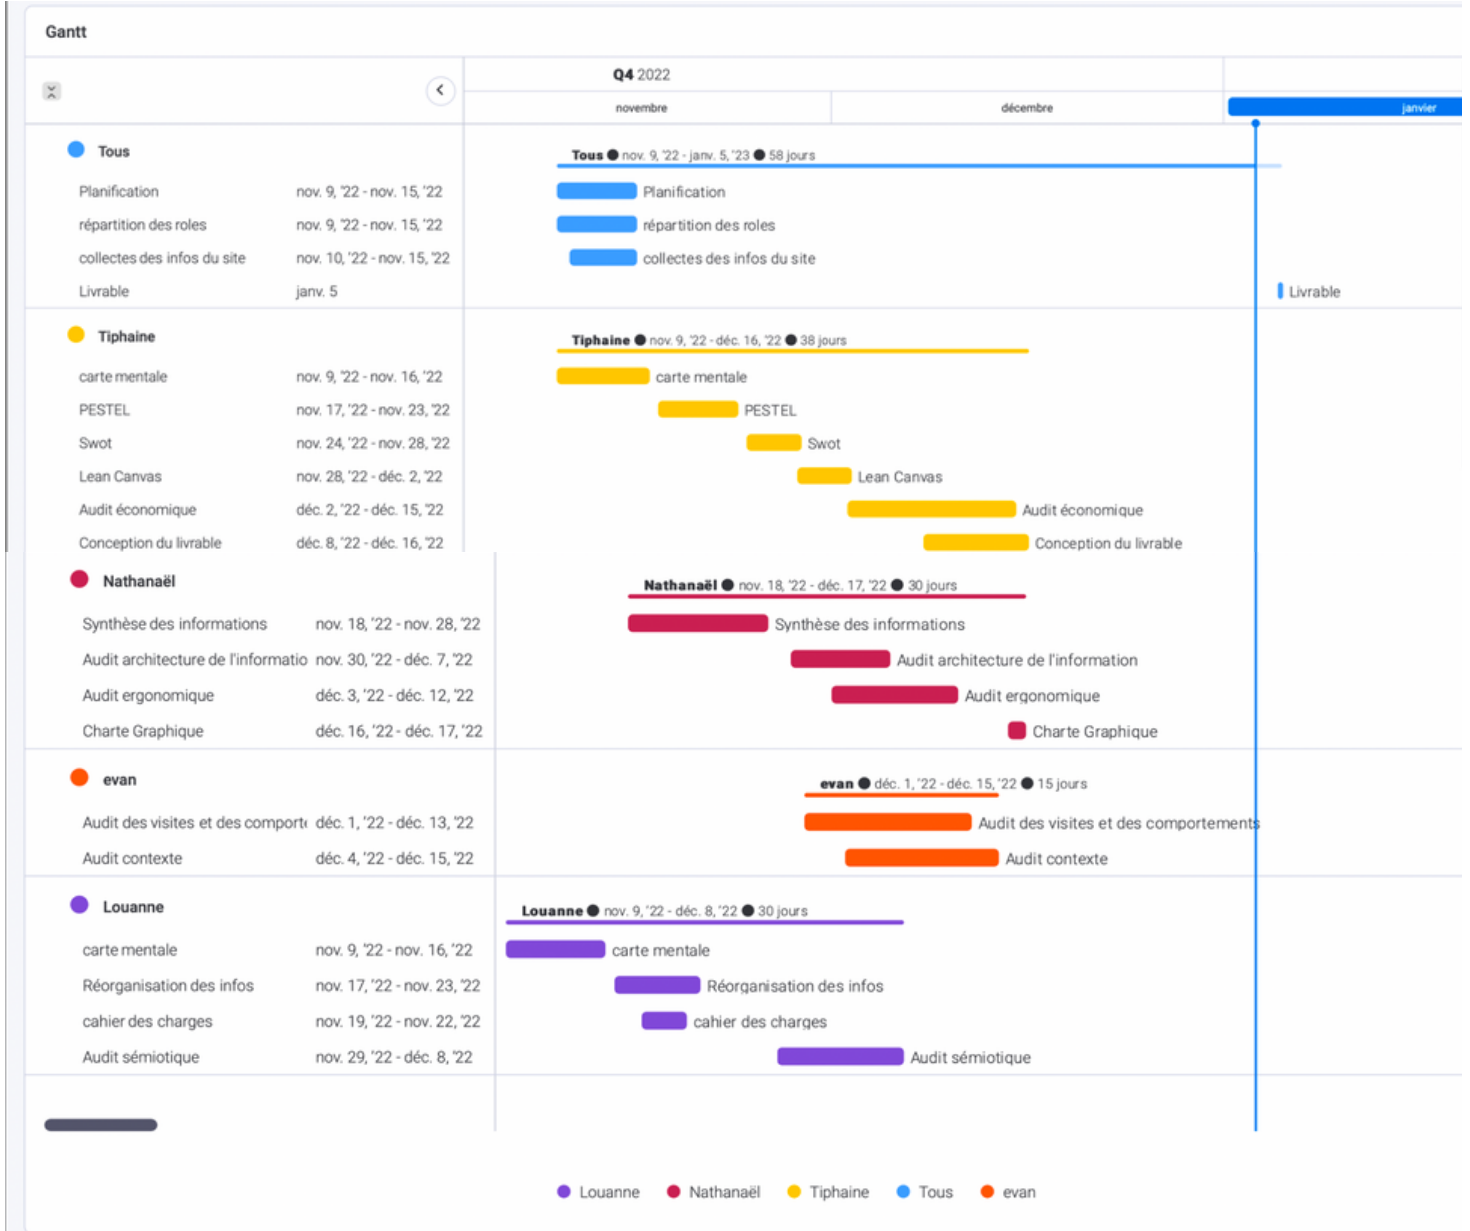 Gantt
Q4 2022
novembre décembre janvier
Tous Tous ● nov. 9, '22 - janv. 5, '23 ● 58 jours
Planification nov. 9, '22 - nov. 15, '22 Planification
répartition des roles nov. 9, '22 - nov. 15, '22 répartition des roles
collectes des infos du site nov. 10, '22 - nov. 15, '22 collectes des infos du site
Livrable janv. 5 Livrable
Tiphaine Tiphaine ● nov. 9, '22 - déc. 16, '22 ● 38 jours
carte mentale nov. 9, '22 - nov. 16, '22 carte mentale
PESTEL nov. 17, '22 - nov. 23, '22 PESTEL
Swot nov. 24, '22 - nov. 28, '22 Swot
Lean Canvas nov. 28, '22 - déc. 2, '22 Lean Canvas
Audit économique déc. 2, '22 - déc. 15, '22 Audit économique
Conception du livrable déc. 8, '22 - déc. 16, '22 Conception du livrable
Nathanaël Nathanaël ● nov. 18, '22 - déc. 17, '22 ● 30 jours
Synthèse des informations nov. 18, '22 - nov. 28, '22 Synthèse des informations
Audit architecture de l'informatio nov. 30, '22 - déc. 7, '22 Audit architecture de l'information
Audit ergonomique déc. 3, '22 - déc. 12, '22 Audit ergonomique
Charte Graphique déc. 16, '22 - déc. 17, '22 Charte Graphique
evan evan ● déc. 1, '22 - déc. 15, '22 ● 15 jours
Audit des visites et des comporte déc. 1, '22 - déc. 13, '22 Audit des visites et des comportements
Audit contexte déc. 4, '22 - déc. 15, '22 Audit contexte
Louanne Louanne ● nov. 9, '22 - déc. 8, '22 ● 30 jours
carte mentale nov. 9, '22 - nov. 16, '22 carte mentale
Réorganisation des infos nov. 17, '22 - nov. 23, '22 Réorganisation des infos
cahier des charges nov. 19, '22 - nov. 22, '22 cahier des charges
Audit sémiotique nov. 29, '22 - déc. 8, '22 Audit sémiotique
Louanne Nathanaël Tiphaine Tous evan